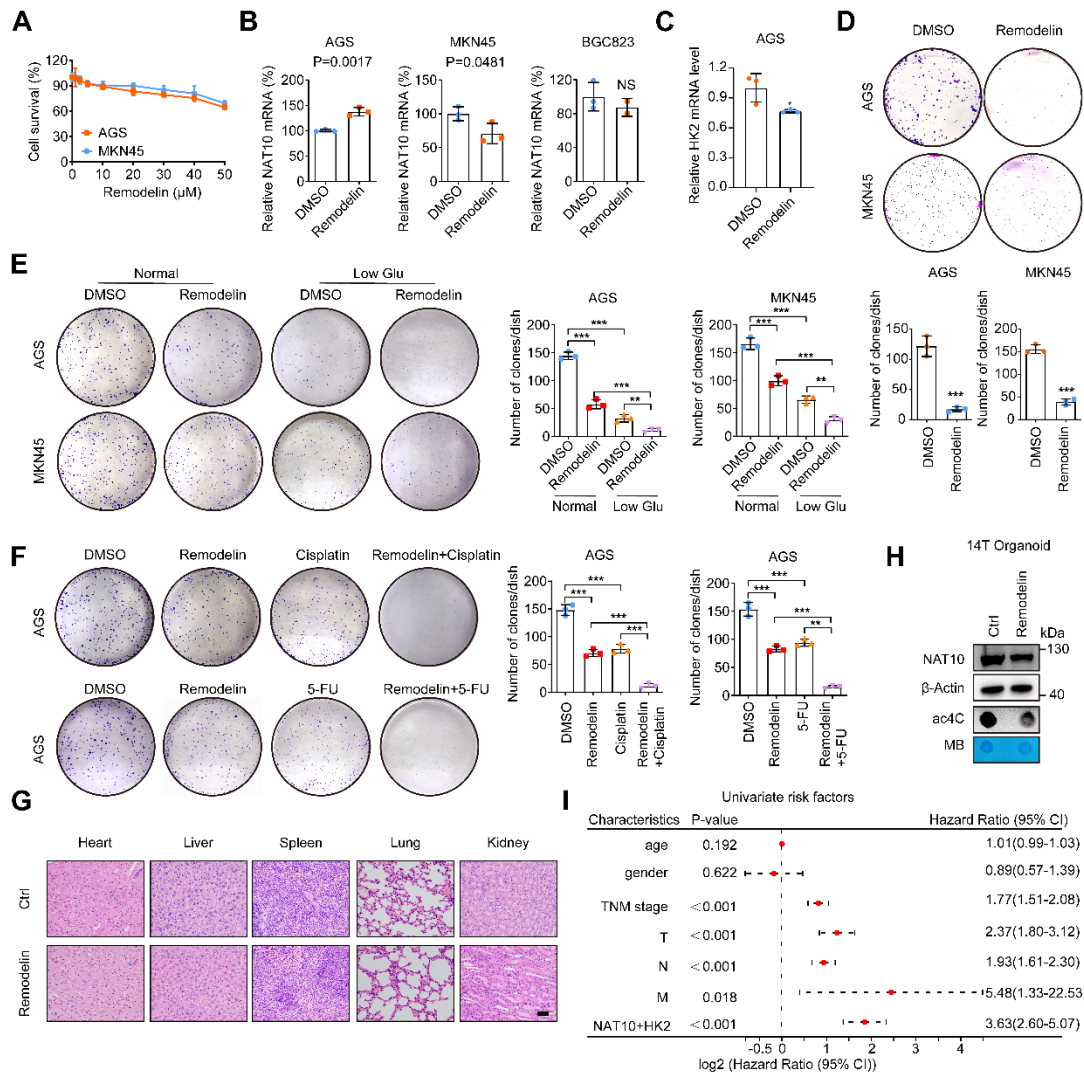 A
Cell survival (%)
120
90
60
30
0
AGS
MKN45
0
10
20
30
40
50
Remodelin (μM)
B
AGS
P=0.0017
Relative NAT10 mRNA (%)
200
150
100
50
0
DMSO
Remodelin
MKN45
P=0.0481
Relative NAT10 mRNA (%)
200
150
100
50
0
DMSO
Remodelin
BGC823
NS
Relative NAT10 mRNA (%)
150
100
50
0
DMSO
Remodelin
C
AGS
Relative HK2 mRNA level
1.2
0.9
0.6
0.3
0.0
*
DMSO
Remodelin
D
DMSO
Remodelin
AGS
MKN45
AGS
Number of clones/dish
200
150
100
50
0
***
DMSO
Remodelin
MKN45
Number of clones/dish
200
150
100
50
0
***
DMSO
Remodelin
E
Normal
Low Glu
DMSO
Remodelin
DMSO
Remodelin
AGS
MKN45
AGS
Number of clones/dish
200
150
100
50
0
***
***
***
**
DMSO
Remodelin
DMSO
Remodelin
Normal
Low Glu
MKN45
Number of clones/dish
200
150
100
50
0
***
***
***
**
DMSO
Remodelin
DMSO
Remodelin
Normal
Low Glu
F
DMSO
Remodelin
Cisplatin
Remodelin+Cisplatin
AGS
DMSO
Remodelin
5-FU
Remodelin+5-FU
AGS
AGS
Number of clones/dish
200
150
100
50
0
***
***
***
***
DMSO
Remodelin
Cisplatin
Remodelin
+Cisplatin
AGS
Number of clones/dish
200
150
100
50
0
***
***
***
**
DMSO
Remodelin
5-FU
Remodelin
+5-FU
G
Heart
Liver
Spleen
Lung
Kidney
Ctrl
Remodelin
H
14T Organoid
Ctrl
Remodelin
kDa
NAT10
130
β-Actin
40
ac4C
MB
I
Univariate risk factors
Characteristics P-value Hazard Ratio (95% CI)
age 0.192 1.01(0.99-1.03)
gender 0.622 0.89(0.57-1.39)
TNM stage <0.001 1.77(1.51-2.08)
T <0.001 2.37(1.80-3.12)
N <0.001 1.93(1.61-2.30)
M 0.018 5.48(1.33-22.53
NAT10+HK2 <0.001 3.63(2.60-5.07)
-0.5 0 1 2 3 4
log2 (Hazard Ratio (95% CI))